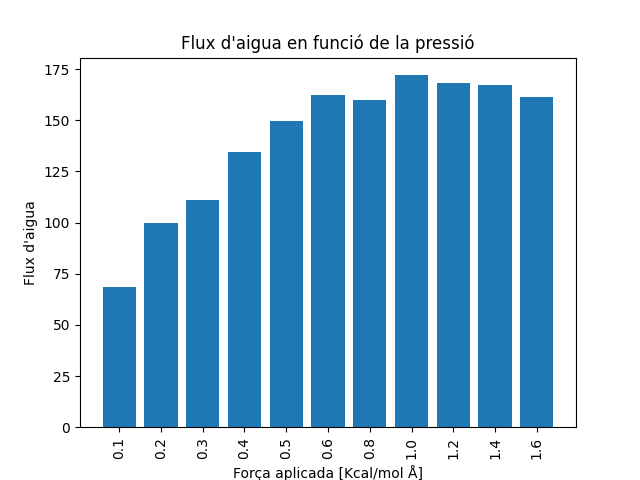 Flux d'aigua en funció de la pressió
175
150
125
100
75
50
25
0
Flux d'aigua
0.1 0.2 0.3 0.4 0.5 0.6 0.8 1.0 1.2 1.4 1.6
Força aplicada [Kcal/mol Å]